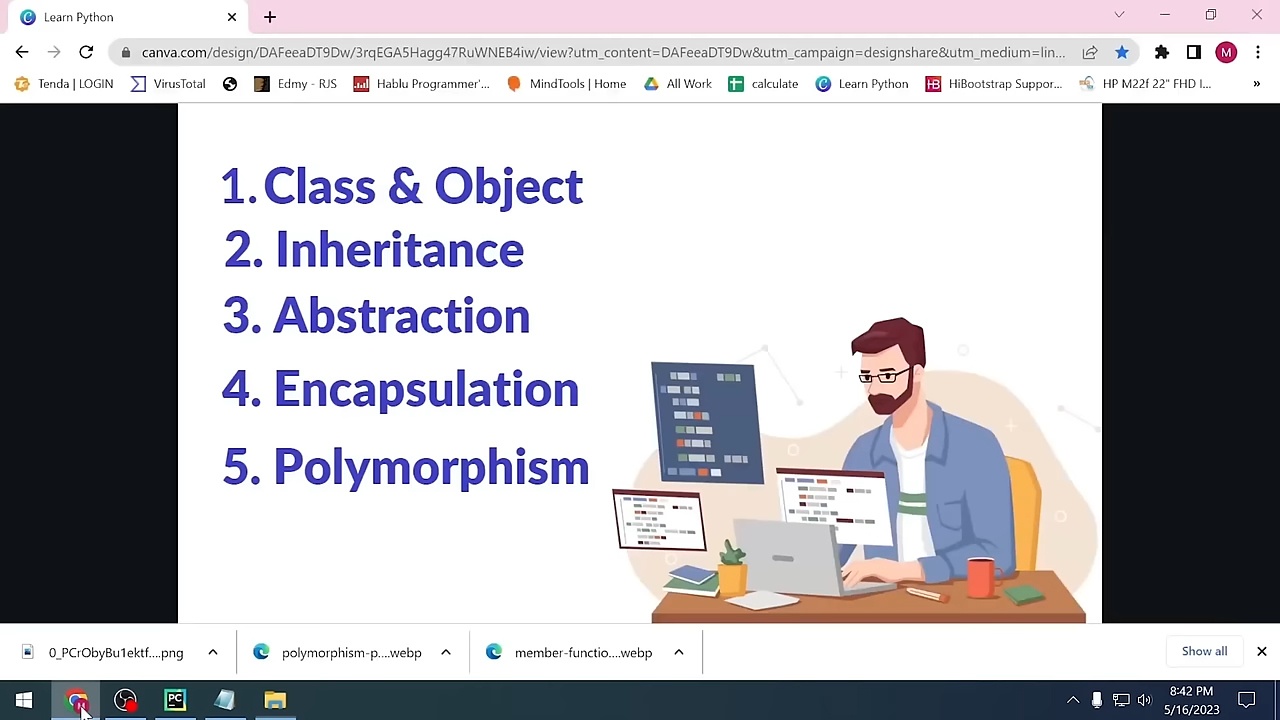 Learn Python
canva.com/design/DAFeeaDT9Dw/3rqEGA5Hagg47RuWNEB4iw/view?utm_content=DAFeeaDT9Dw&utm_campaign=designshare&utm_medium=lin...
M
Tenda | LOGIN
VirusTotal
Edmy - RJS
Hablu Programmer'...
MindTools | Home
All Work
calculate
Learn Python
HiBootstrap Suppor...
HP M22f 22" FHD I...
»
1. Class & Object
2. Inheritance
3. Abstraction
4. Encapsulation
5. Polymorphism
0_PCrObyBu1ektf....png
polymorphism-p....webp
member-functio....webp
Show all
PC
8:42 PM
5/16/2023